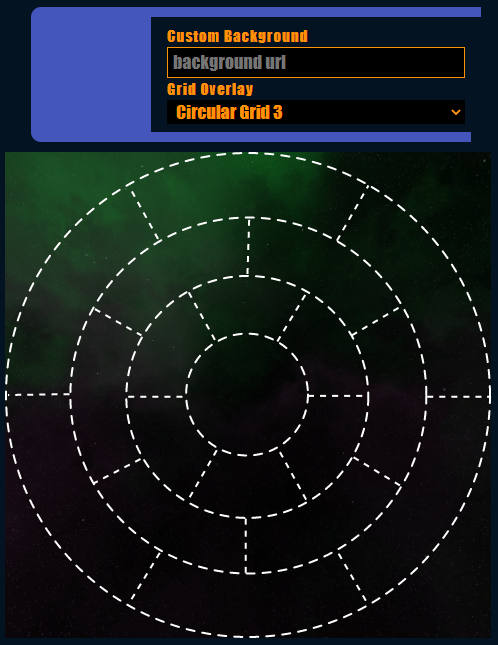 Custom Background
background url
Grid Overlay
Circular Grid 3